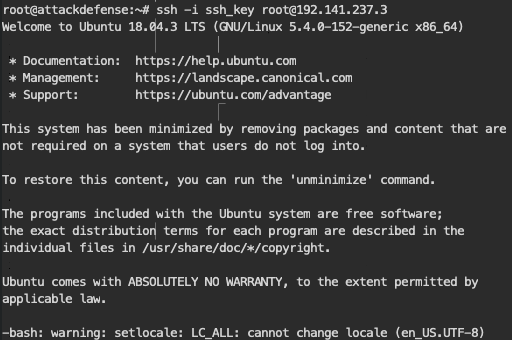 root@attackdefense:~# ssh -i ssh_key root@192.141.237.3
Welcome to Ubuntu 18.04.3 LTS (GNU/Linux 5.4.0-152-generic x86_64)
* Documentation:  https://help.ubuntu.com
* Management:     https://landscape.canonical.com
* Support:        https://ubuntu.com/advantage
This system has been minimized by removing packages and content that are
not required on a system that users do not log into.
To restore this content, you can run the 'unminimize' command.
The programs included with the Ubuntu system are free software;
the exact distribution terms for each program are described in the
individual files in /usr/share/doc/*/copyright.
Ubuntu comes with ABSOLUTELY NO WARRANTY, to the extent permitted by
applicable law.
-bash: warning: setlocale: LC_ALL: cannot change locale (en_US.UTF-8)